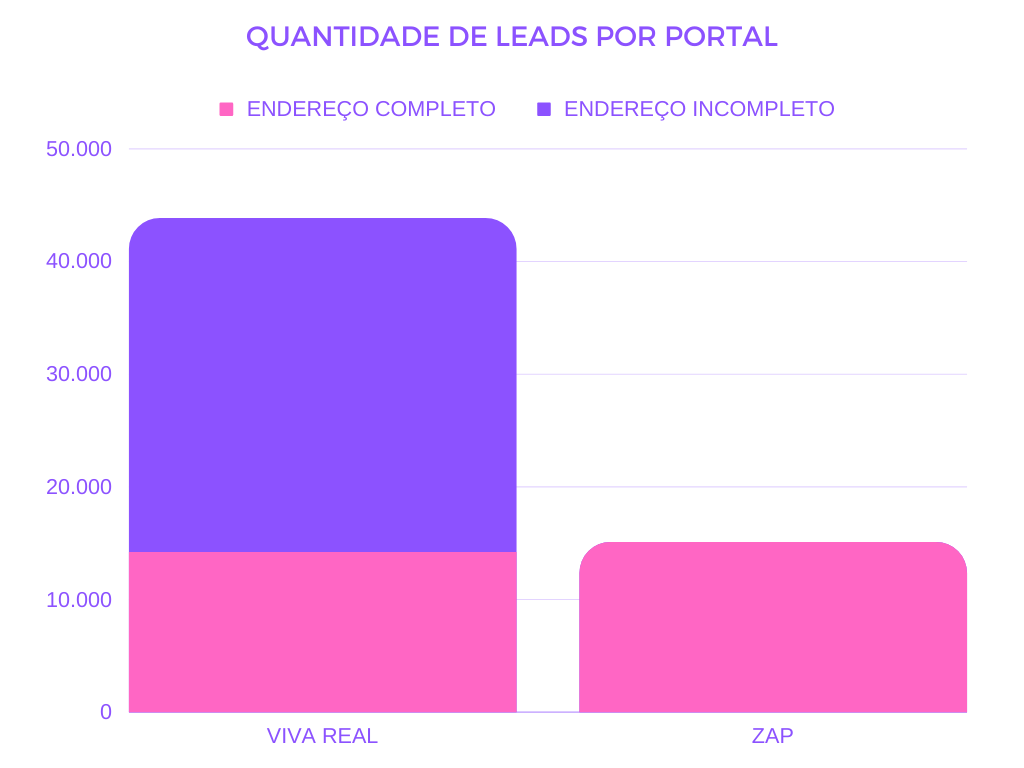 QUANTIDADE DE LEADS POR PORTAL
ENDEREÇO COMPLETO ENDEREÇO INCOMPLETO
50.000
40.000
30.000
20.000
10.000
0
VIVA REAL ZAP